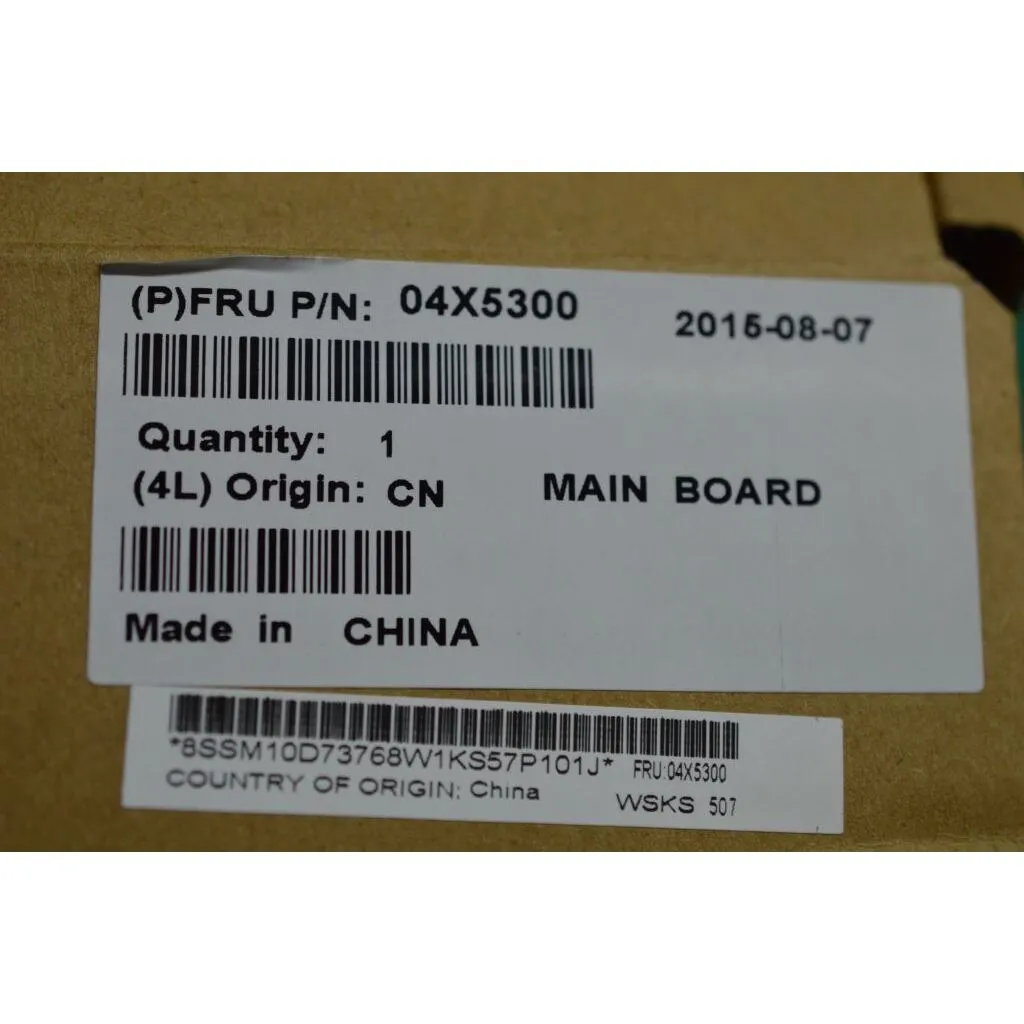 (P)FRU P/N: 04X5300 2015-08-07
Quantity: 1
(4L) Origin: CN MAIN BOARD
Made in CHINA
*8SSM10D73768W1KS57P101J* FRU:04X5300
COUNTRY OF ORIGIN: China WSKS 507